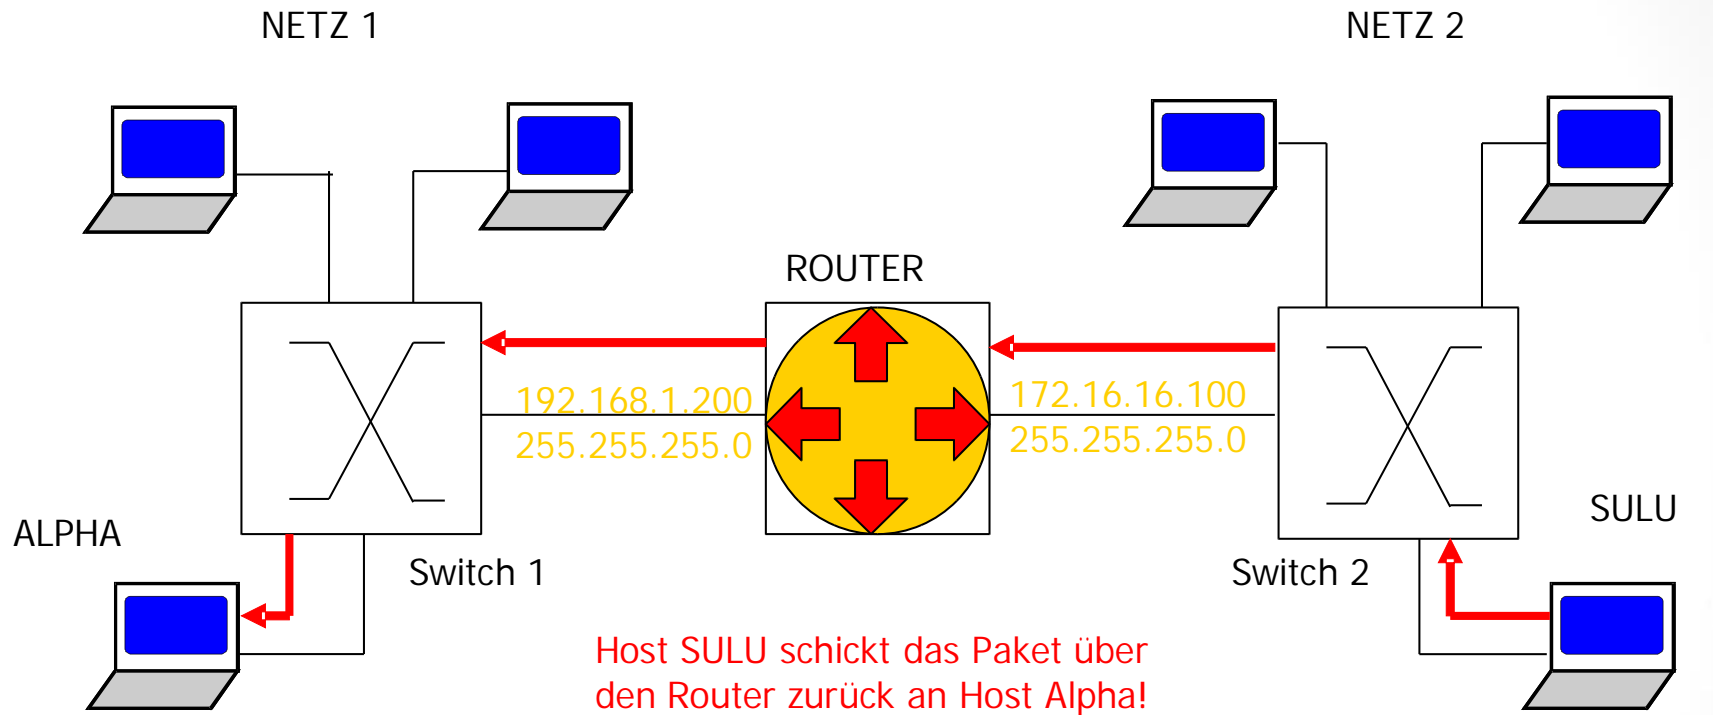 NETZ 1
NETZ 2
ROUTER
192.168.1.200
255.255.255.0
172.16.16.100
255.255.255.0
ALPHA
SULU
Switch 1
Switch 2
Host SULU schickt das Paket über
den Router zurück an Host Alpha!